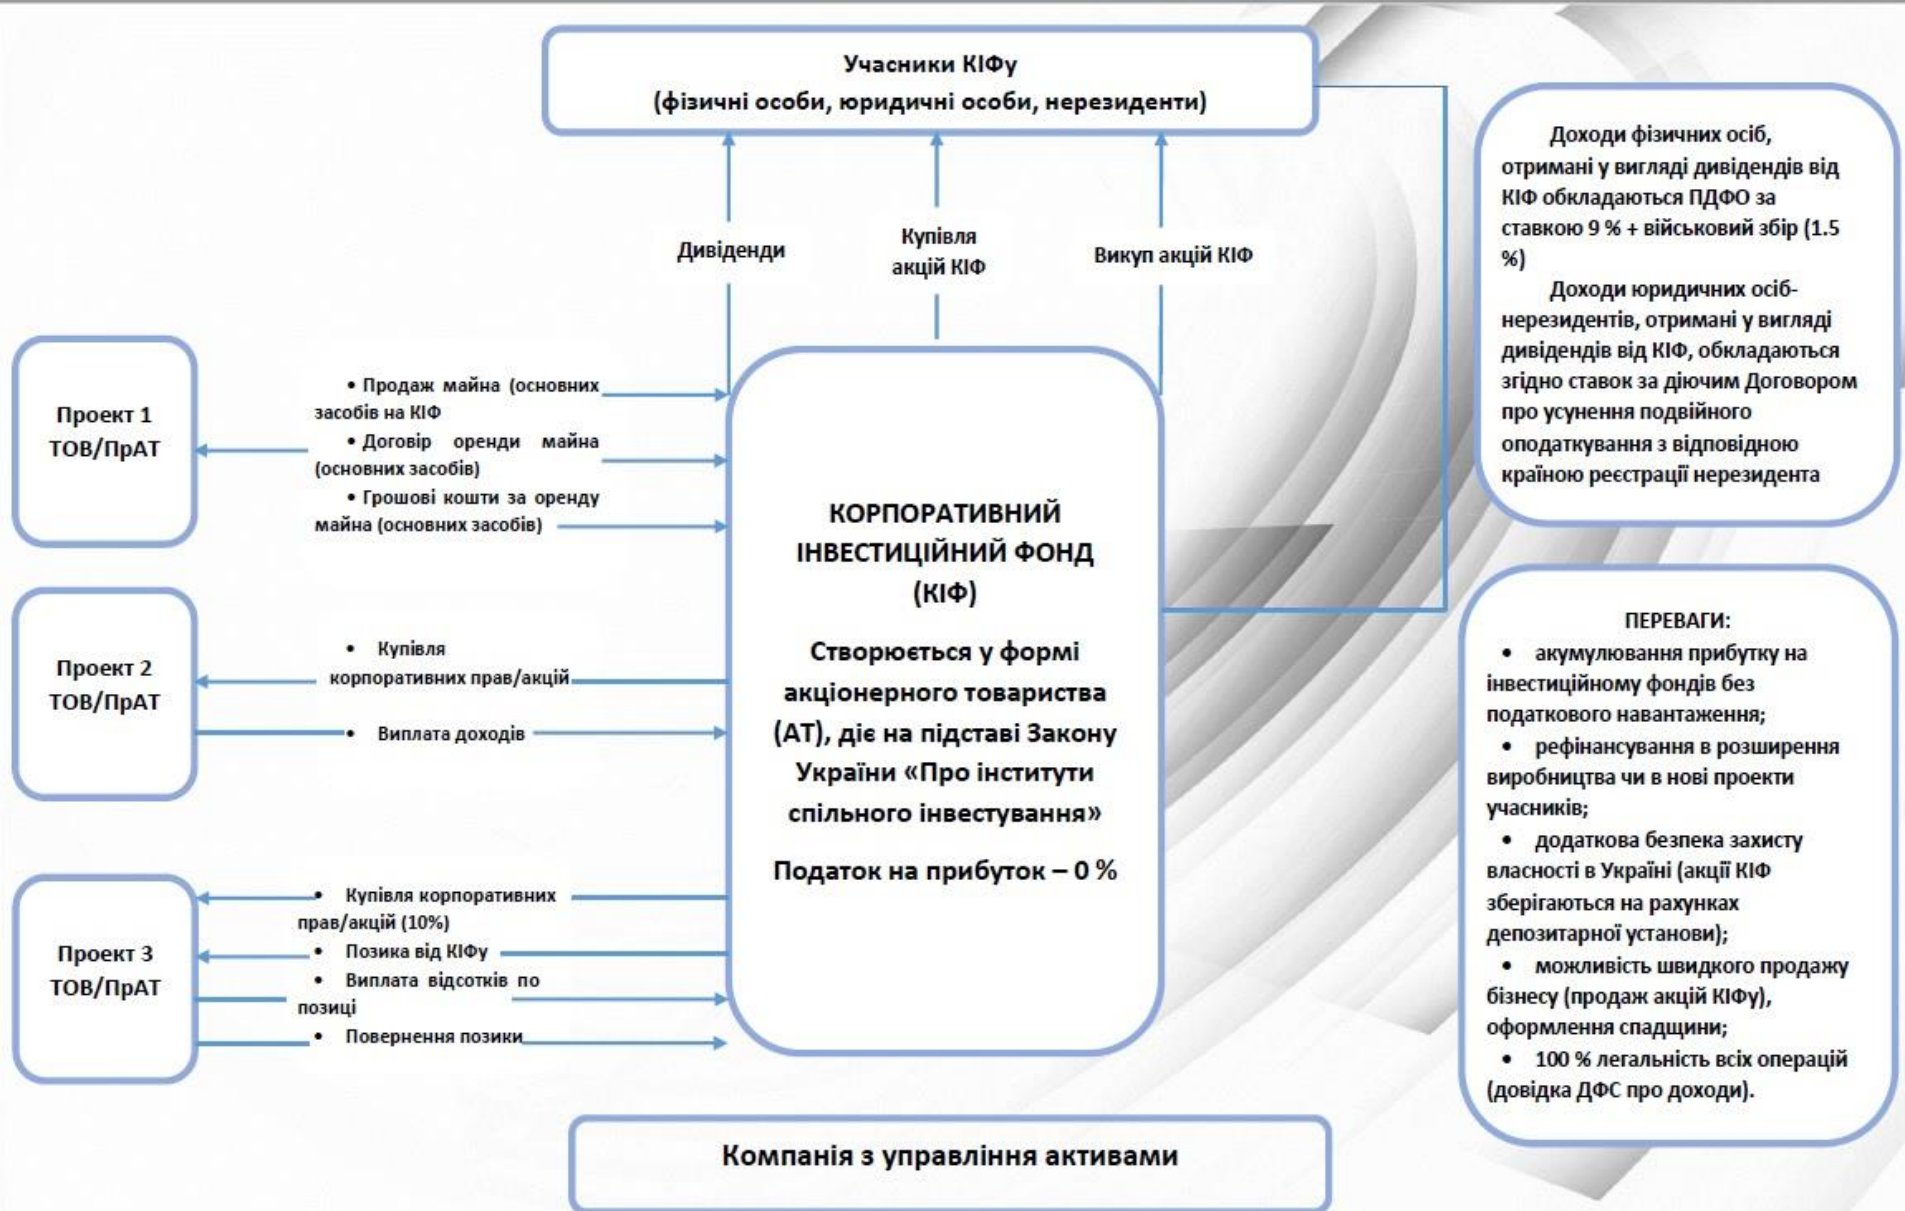 Учасники КІФу
(фізичні особи, юридичні особи, нерезиденти)
Дивіденди
Купівля
акцій КІФ
Викуп акцій КІФ
Проект 1
ТОВ/ПрАТ
• Продаж майна (основних
засобів на КІФ
• Договір оренди майна
(основних засобів)
• Грошові кошти за оренду
майна (основних засобів)
Проект 2
ТОВ/ПрАТ
• Купівля
корпоративних прав/акцій
• Виплата доходів
Проект 3
ТОВ/ПрАТ
• Купівля корпоративних
прав/акцій (10%)
• Позика від КІФу
• Виплата відсотків по
позиці
• Повернення позики
КОРПОРАТИВНИЙ
ІНВЕСТИЦІЙНИЙ ФОНД
(КІФ)
Створюється у формі
акціонерного товариства
(АТ), діє на підставі Закону
України «Про інститути
спільного інвестування»
Податок на прибуток – 0 %
Доходи фізичних осіб,
отримані у вигляді дивідендів від
КІФ обкладаються ПДФО за
ставкою 9 % + військовий збір (1.5
%)
Доходи юридичних осіб-
нерезидентів, отримані у вигляді
дивідендів від КІФ, обкладаються
згідно ставок за діючим Договором
про усунення подвійного
оподаткування з відповідною
країною реєстрації нерезидента
ПЕРЕВАГИ:
• акумулювання прибутку на
інвестиційному фондів без
податкового навантаження;
• рефінансування в розширення
виробництва чи в нові проекти
учасників;
• додаткова безпека захисту
власності в Україні (акції КІФ
зберігаються на рахунках
депозитарної установи);
• можливість швидкого продажу
бізнесу (продаж акцій КІФу),
оформлення спадщини;
• 100 % легальність всіх операцій
(довідка ДФС про доходи).
Компанія з управління активами